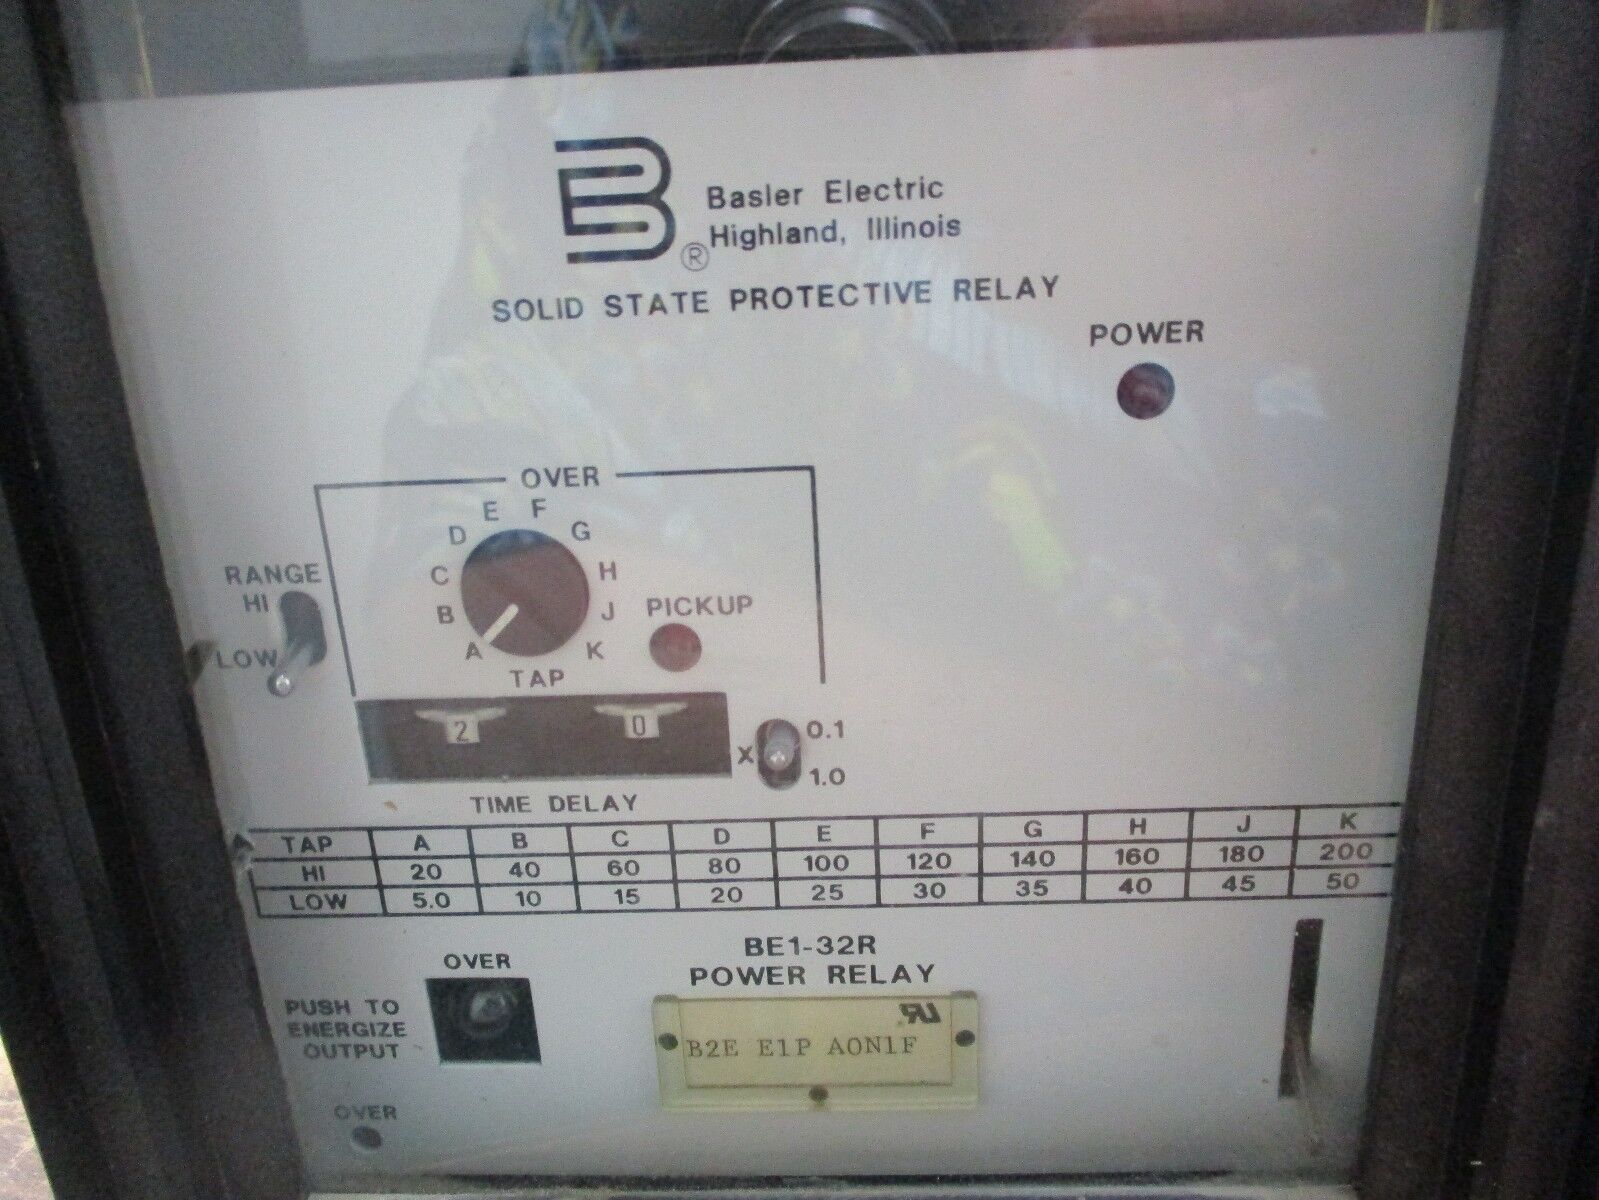 B
Basler Electric
® Highland, Illinois
SOLID STATE PROTECTIVE RELAY
POWER
OVER
A B C D E F G H J K
RANGE
HI
LOW
PICKUP
TAP
2 0
X 0.1
1.0
TIME DELAY
TAP A B C D E F G H J K
HI 20 40 60 80 100 120 140 160 180 200
LOW 5.0 10 15 20 25 30 35 40 45 50
OVER
PUSH TO
ENERGIZE
OUTPUT
OVER
BE1-32R
POWER RELAY
RU
B2E E1P A0N1F